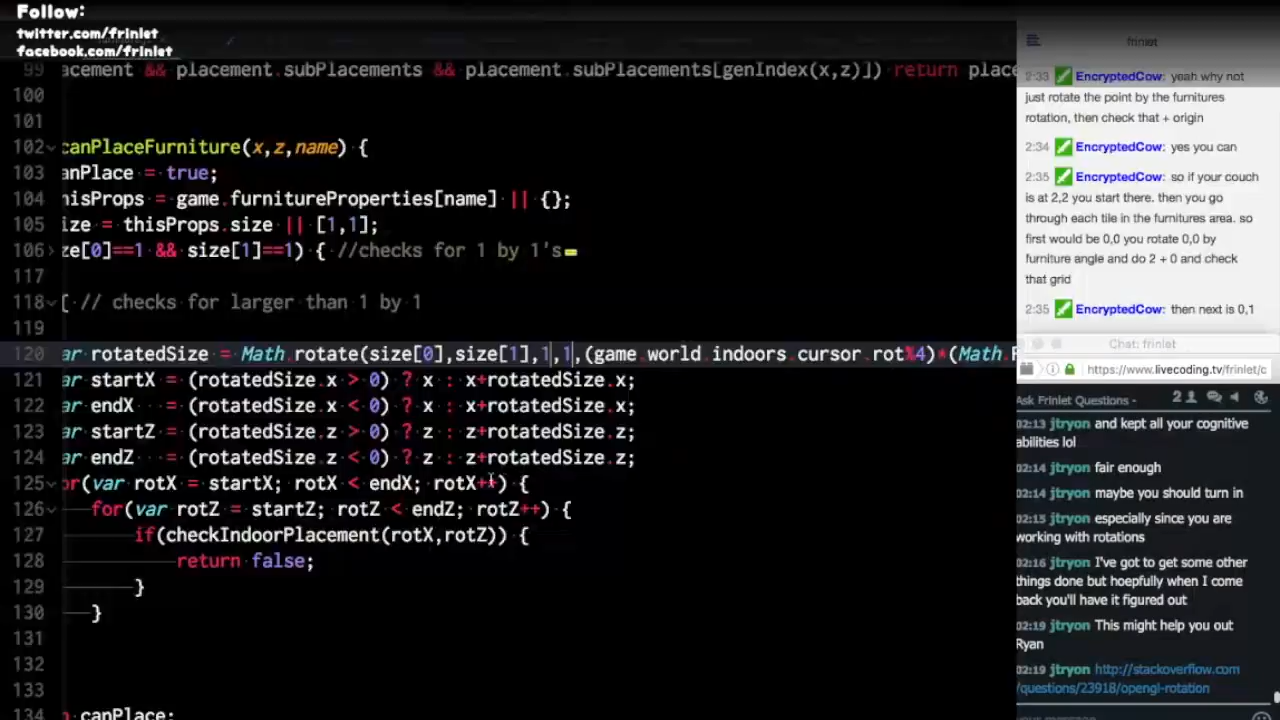 Follow:
twitter.com/frinlet
facebook.com/frinlet
99 acement && placement.subPlacements && placement.subPlacements[genIndex(x,z)]) return place
100
101
102 canPlaceFurniture(x,z,name) {
103 anPlace = true;
104 hisProps = game.furnitureProperties[name] || {};
105 ize = thisProps.size || [1,1];
106 ze[0]==1 && size[1]==1) { //checks for 1 by 1's
117
118 { // checks for larger than 1 by 1
119
120 ar rotatedSize = Math.rotate(size[0],size[1],1,1,(game.world.indoors.cursor.rot%4)*(Math.P
121 ar startX = (rotatedSize.x > 0) ? x : x+rotatedSize.x;
122 ar endX = (rotatedSize.x < 0) ? x : x+rotatedSize.x;
123 ar startZ = (rotatedSize.z > 0) ? z : z+rotatedSize.z;
124 ar endZ = (rotatedSize.z < 0) ? z : z+rotatedSize.z;
125 or(var rotX = startX; rotX < endX; rotX++) {
126 for(var rotZ = startZ; rotZ < endZ; rotZ++) {
127 if(checkIndoorPlacement(rotX,rotZ)) {
128 return false;
129 }
130 }
131
132
133
134 canPlace;
frinlet
2:33 EncryptedCow: yeah why not
just rotate the point by the furnitures
rotation, then check that + origin
2:34 EncryptedCow: yes you can
2:35 EncryptedCow: so if your couch
is at 2,2 you start there. then you go
through each tile in the furnitures area. so
first would be 0,0 you rotate 0,0 by
furniture angle and do 2 + 0 and check
that grid
2:35 EncryptedCow: then next is 0,1
Chat: frinlet
https://www.livecoding.tv/frinlet/c
Ask Frinlet Questions - 2
02:13 jtryon and kept all your cognitive
abilities lol
02:14 jtryon fair enough
02:14 jtryon maybe you should turn in
02:15 jtryon especially since you are
working with rotations
02:16 jtryon I've got to get some other
things done but hoepfully when I come
back you'll have it figured out
02:19 jtryon This might help you out
Ryan
02:19 jtryon http://stackoverflow.com
/questions/23918/opengl-rotation